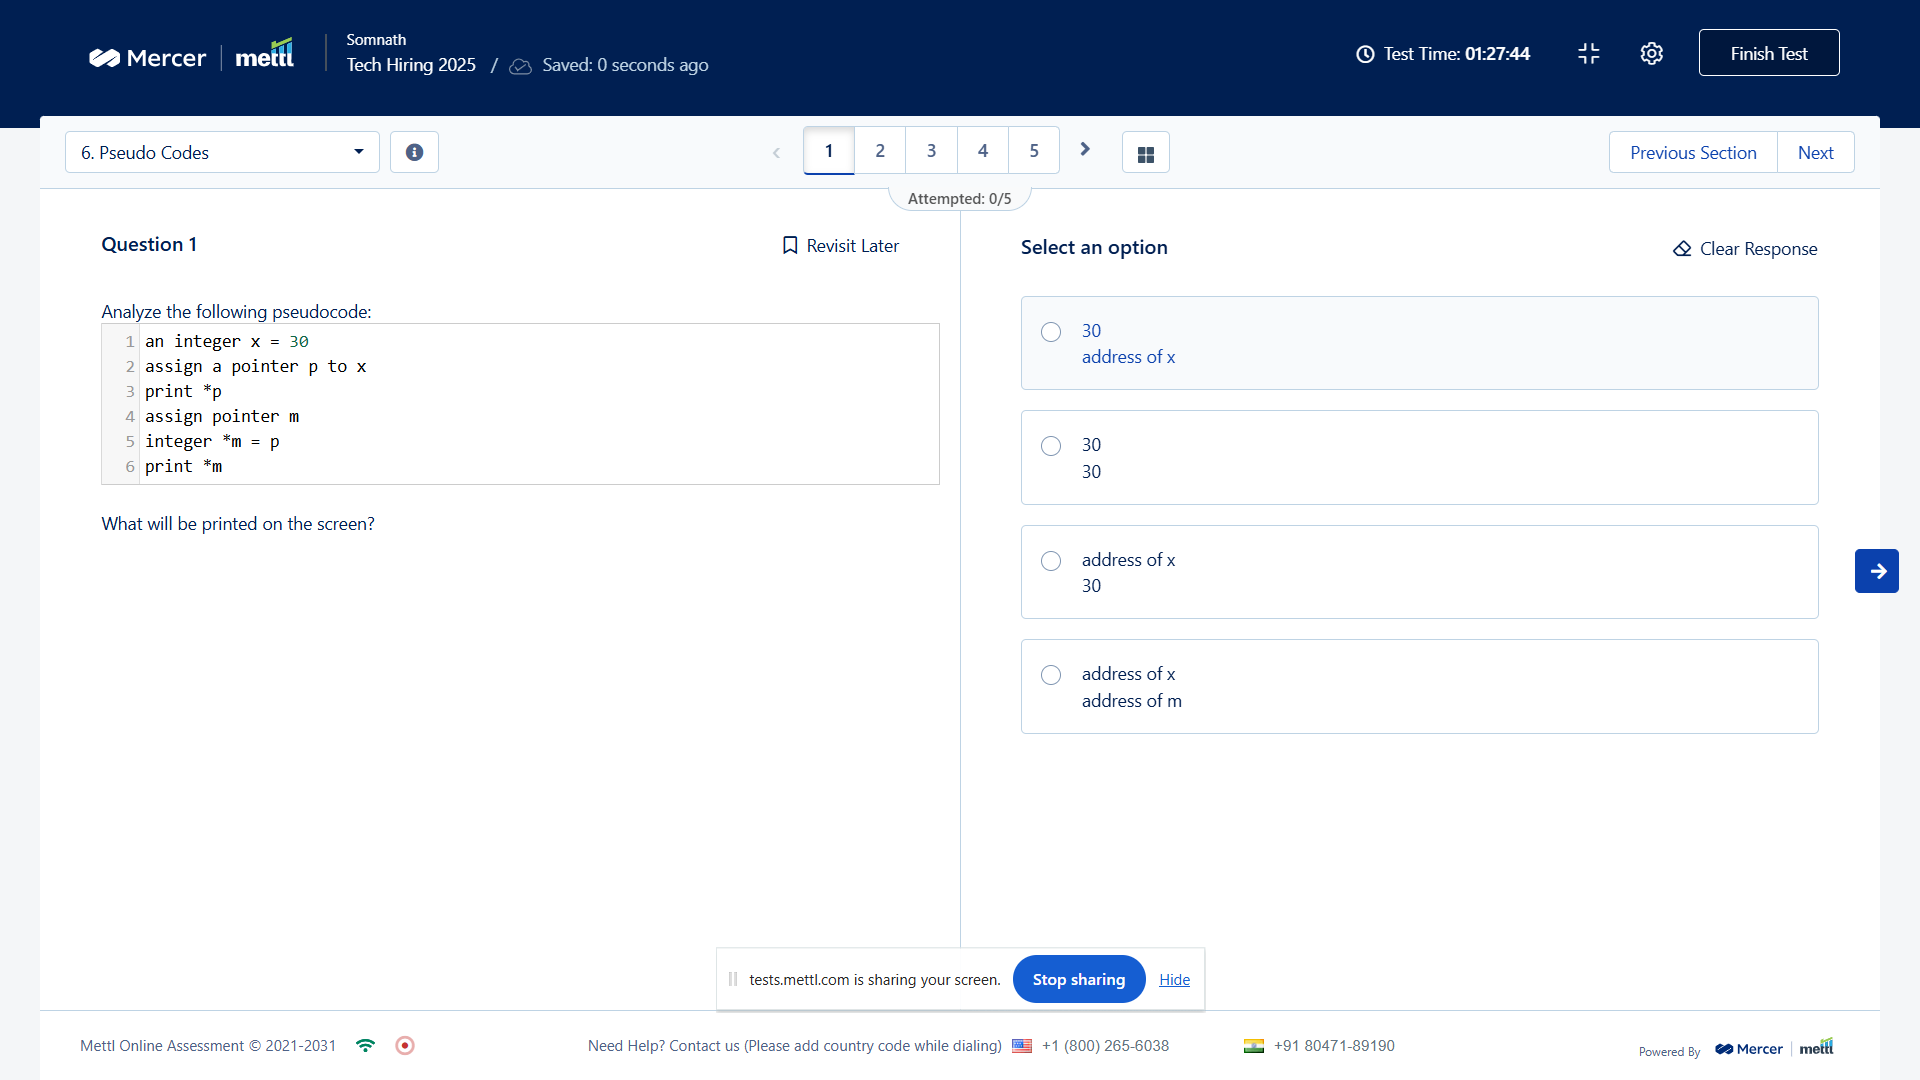 Mercer
mettl
Somnath
Tech Hiring 2025 / Saved: 0 seconds ago
Test Time: 01:27:44
Finish Test
6. Pseudo Codes
1 2 3 4 5
Previous Section
Next
Attempted: 0/5
Question 1
Revisit Later
Analyze the following pseudocode:
1 an integer x = 30
2 assign a pointer p to x
3 print *p
4 assign pointer m
5 integer *m = p
6 print *m
What will be printed on the screen?
Select an option
Clear Response
30
address of x
30
30
address of x
30
address of x
address of m
tests.mettl.com is sharing your screen.
Stop sharing
Hide
Mettl Online Assessment © 2021-2031
Need Help? Contact us (Please add country code while dialing)
+1 (800) 265-6038
+91 80471-89190
Powered By
Mercer
mettl